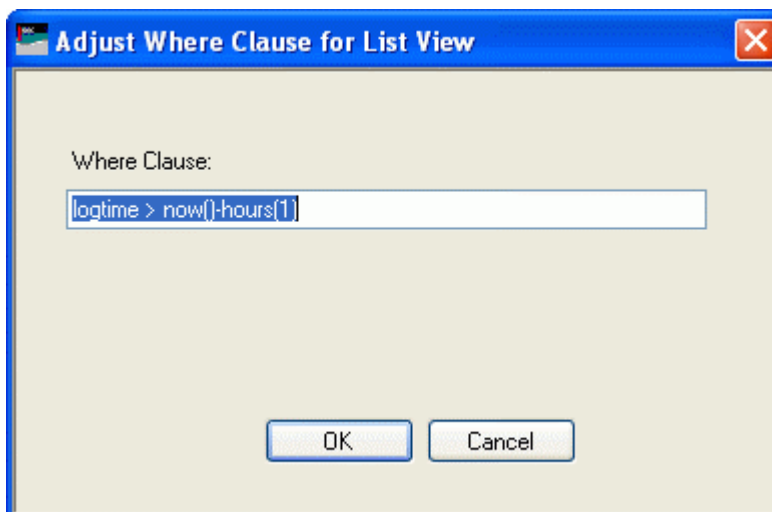 Adjust Where Clause for List View
Where Clause:
logtime > now()-hours(1)
OK
Cancel